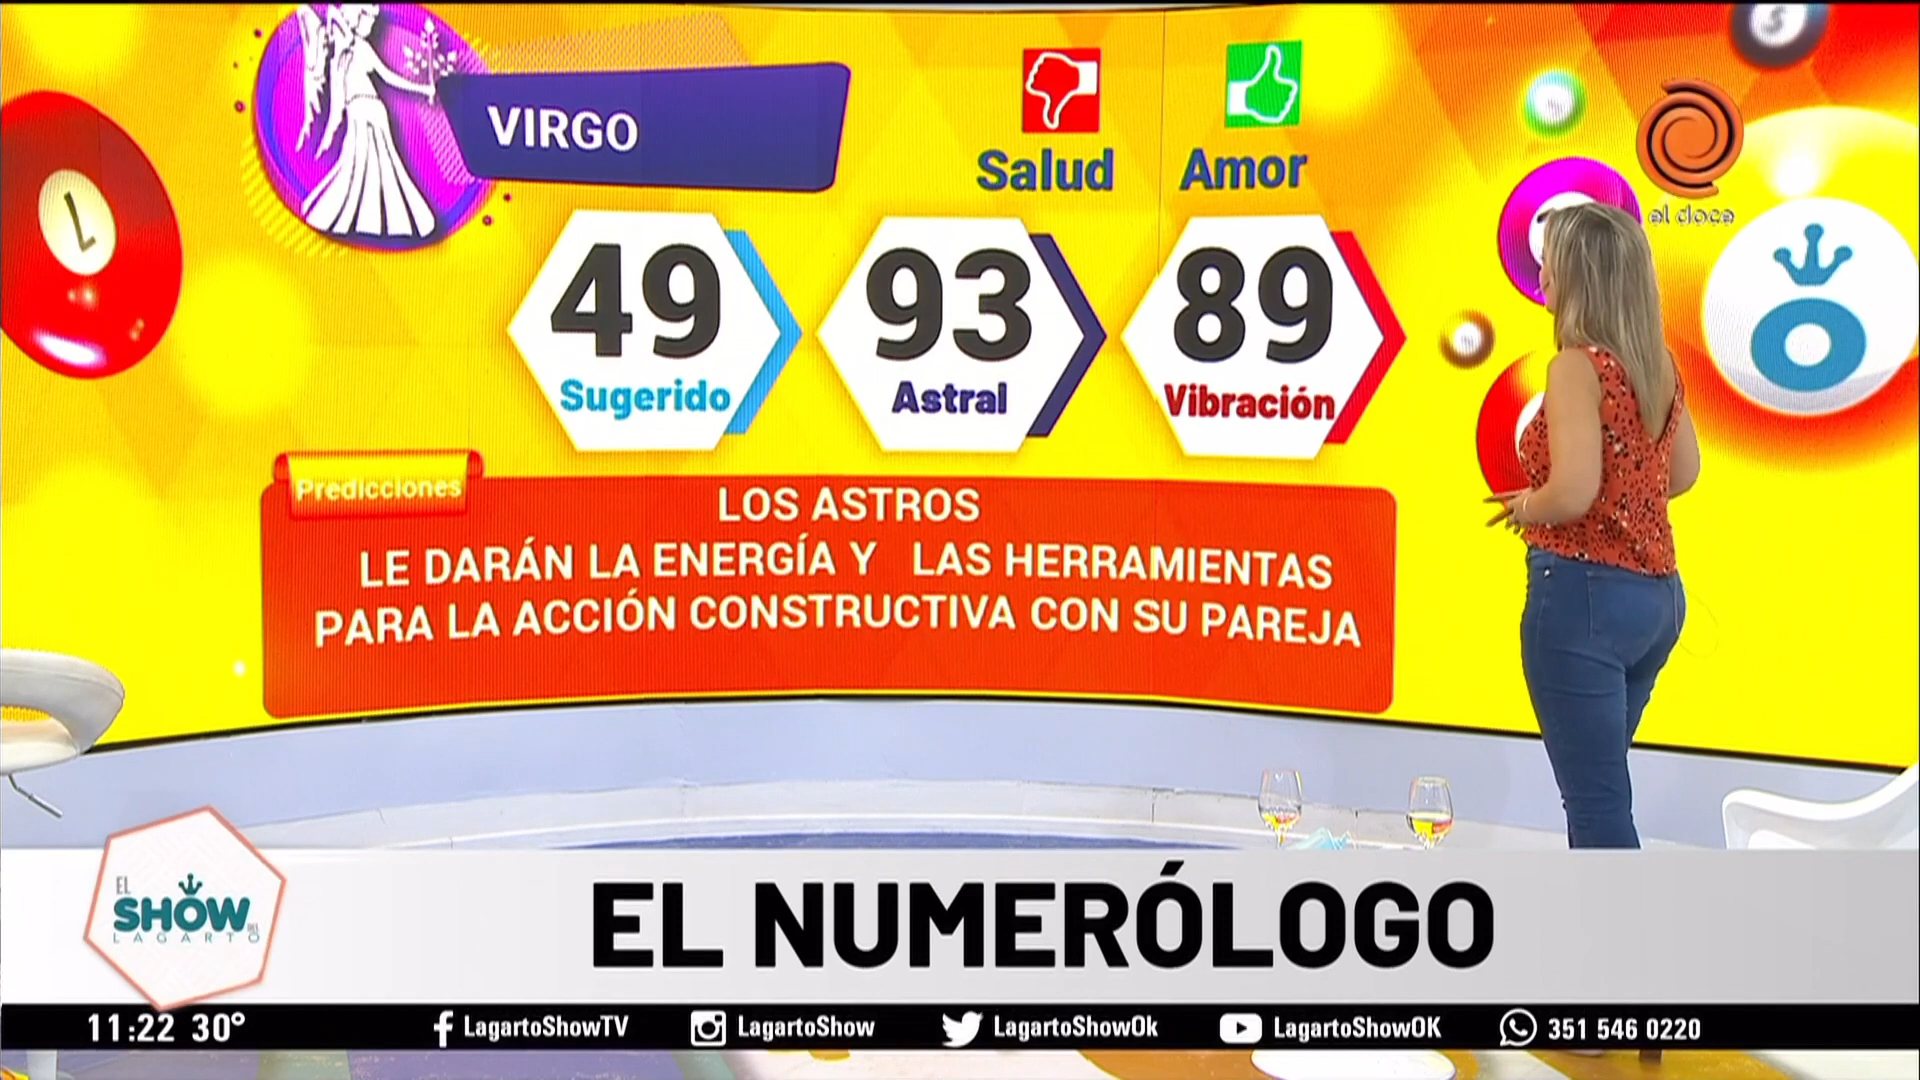 VIRGO
Salud
Amor
el doce
L
5
49
93
89
Sugerido
Astral
Vibración
Predicciones
LOS ASTROS
LE DARÁN LA ENERGÍA Y LAS HERRAMIENTAS
PARA LA ACCIÓN CONSTRUCTIVA CON SU PAREJA
EL
SHOW
DEL
LAGARTO
EL NUMERÓLOGO
11:22 30°
LagartoShowTV
LagartoShow
LagartoShowOk
LagartoShowOK
351 546 0220